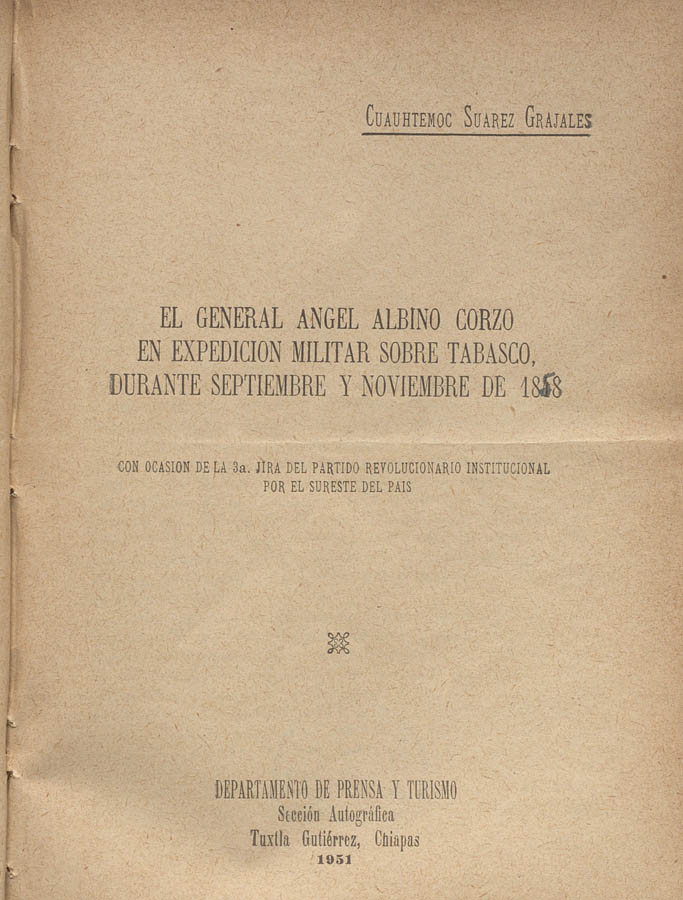 CUAUHTEMOC SUAREZ GRAJALES
EL GENERAL ANGEL ALBINO CORZO
EN EXPEDICION MILITAR SOBRE TABASCO,
DURANTE SEPTIEMBRE Y NOVIEMBRE DE 1858
CON OCASION DE LA 3a. JIRA DEL PARTIDO REVOLUCIONARIO INSTITUCIONAL
POR EL SURESTE DEL PAIS
DEPARTAMENTO DE PRENSA Y TURISMO
Sección Autográfica
Tuxtla Gutiérrez, Chiapas
1951